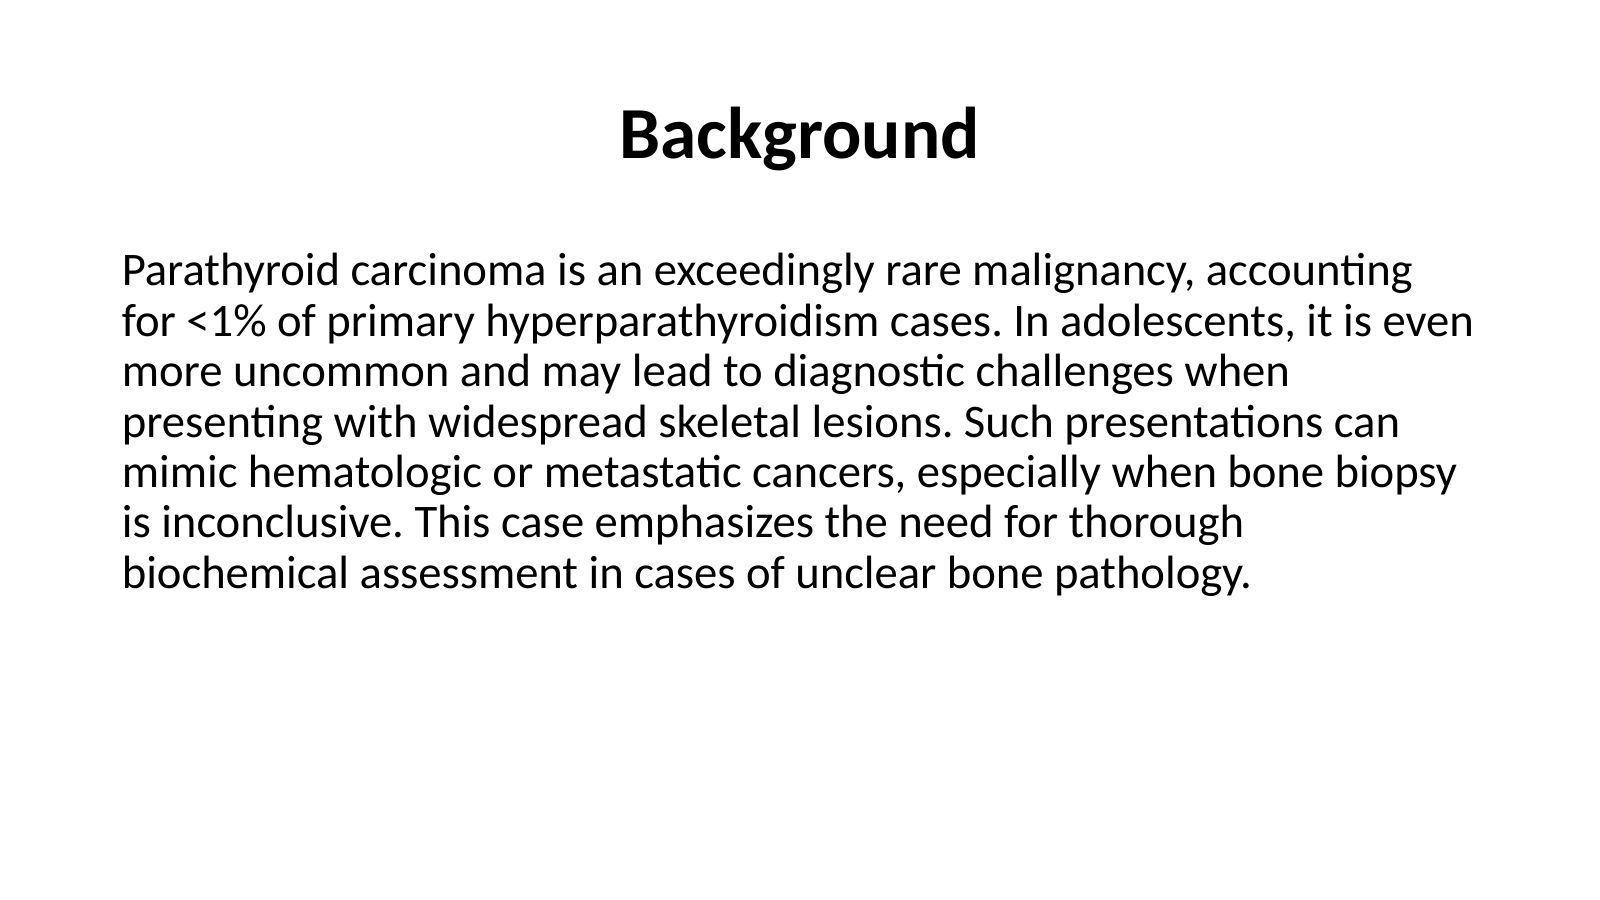 Background
Parathyroid carcinoma is an exceedingly rare malignancy, accounting
for <1% of primary hyperparathyroidism cases. In adolescents, it is even
more uncommon and may lead to diagnostic challenges when
presenting with widespread skeletal lesions. Such presentations can
mimic hematologic or metastatic cancers, especially when bone biopsy
is inconclusive. This case emphasizes the need for thorough
biochemical assessment in cases of unclear bone pathology.